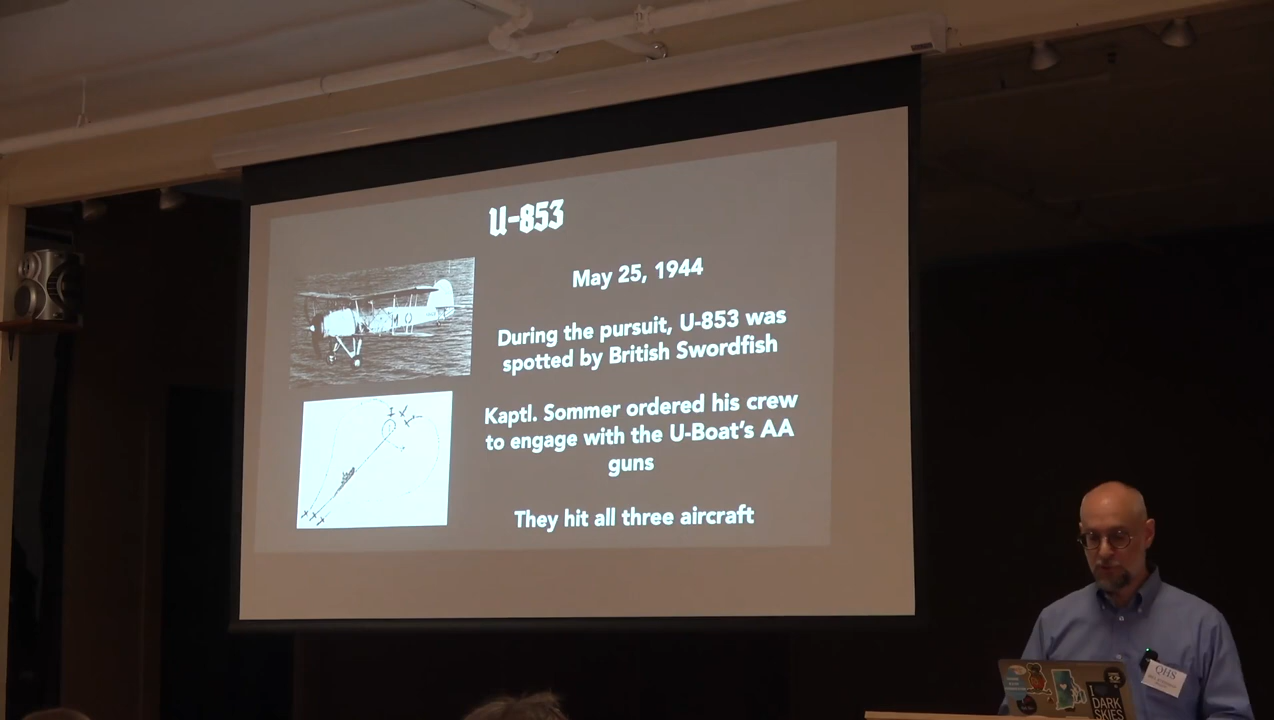 U-853
May 25, 1944
During the pursuit, U-853 was
spotted by British Swordfish
Kaptl. Sommer ordered his crew
to engage with the U-Boat's AA
guns
They hit all three aircraft
QHS
I
DARK
SKIES